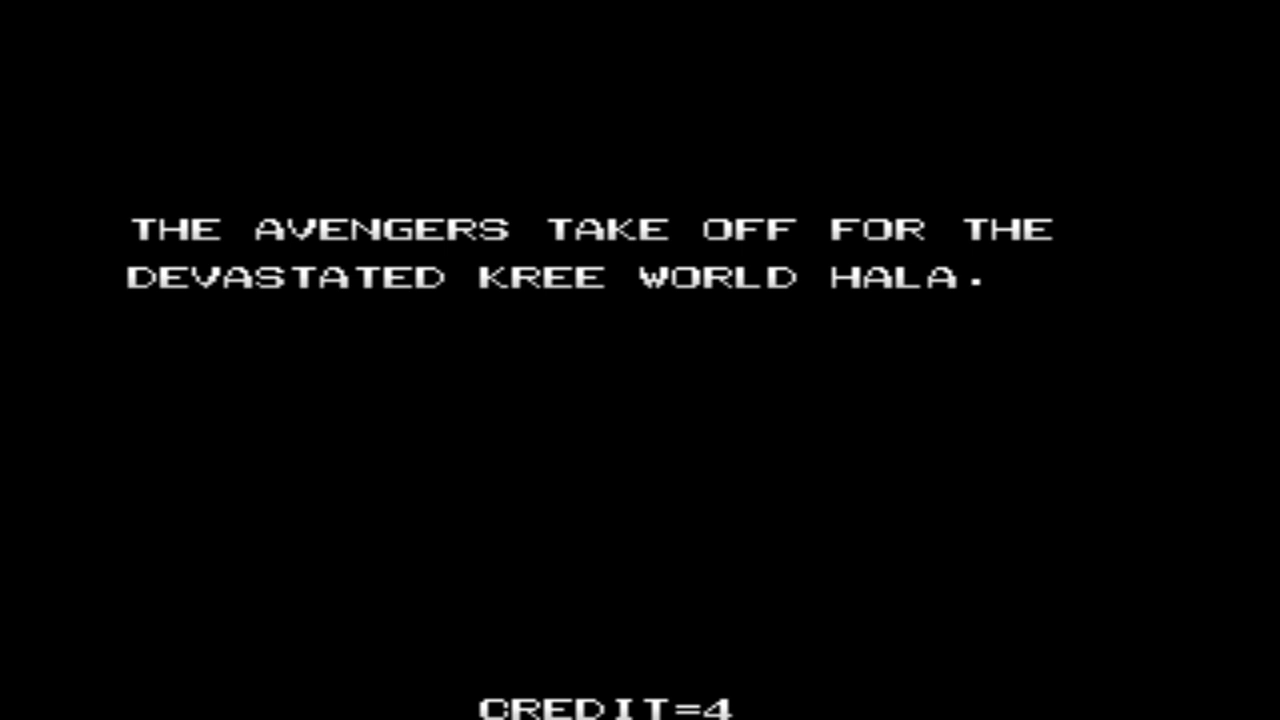 THE AVENGERS TAKE OFF FOR THE
DEVASTATED KREE WORLD HALA.
CREDIT=4